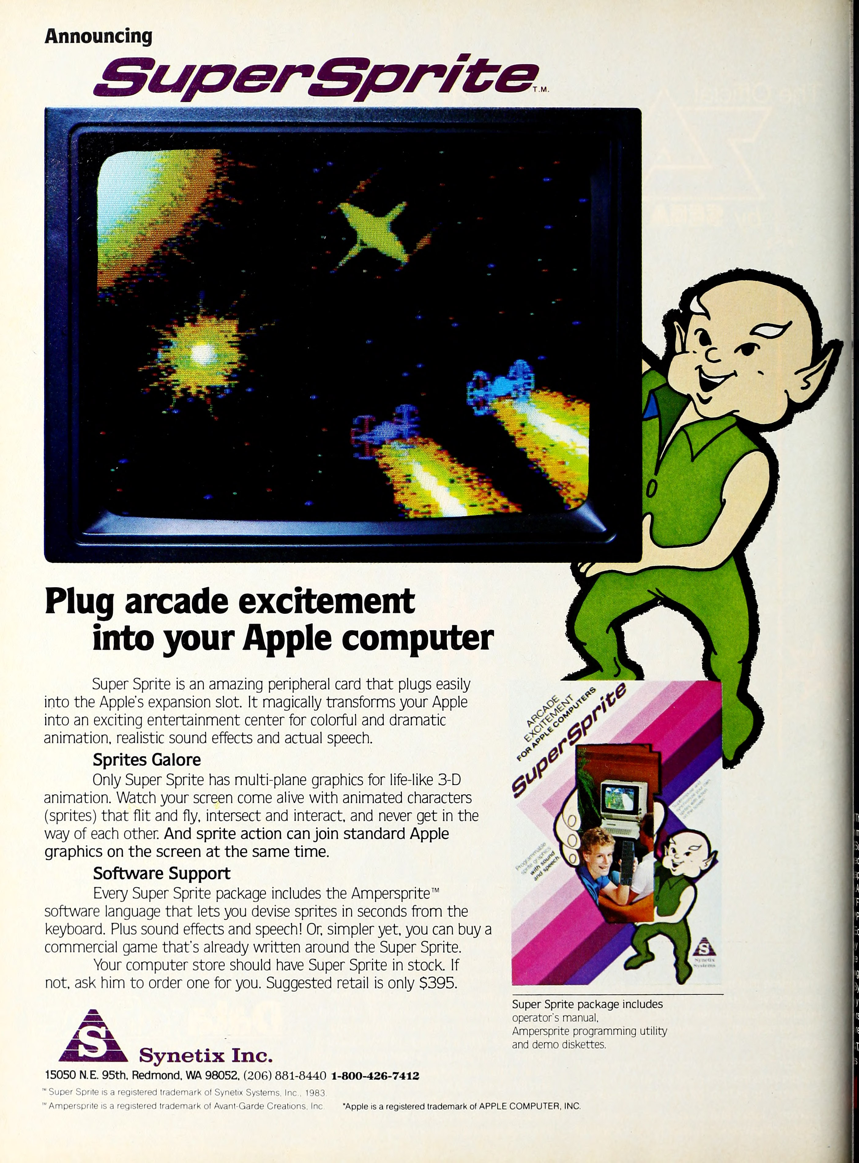 Announcing
SuperSprite T.M.
Plug arcade excitement
into your Apple computer
Super Sprite is an amazing peripheral card that plugs easily
into the Apple's expansion slot. It magically transforms your Apple
into an exciting entertainment center for colorful and dramatic
animation, realistic sound effects and actual speech.
Sprites Galore
Only Super Sprite has multi-plane graphics for life-like 3-D
animation. Watch your screen come alive with animated characters
(sprites) that flit and fly, intersect and interact, and never get in the
way of each other. And sprite action can join standard Apple
graphics on the screen at the same time.
Software Support
Every Super Sprite package includes the Ampersprite™
software language that lets you devise sprites in seconds from the
keyboard. Plus sound effects and speech! Or, simpler yet, you can buy a
commercial game that's already written around the Super Sprite.
Your computer store should have Super Sprite in stock. If
not, ask him to order one for you. Suggested retail is only $395.
ARCADE
EXCITEMENT
FOR APPLE COMPUTERS
SuperSprite
Programmable
sprite graphics
with sound
and speech
S
Super Sprite package includes
operator's manual,
Ampersprite programming utility
and demo diskettes.
S
Synetix Inc.
15050 N.E. 95th, Redmond, WA 98052, (206) 881-8440 1-800-426-7412
™ Super Sprite is a registered trademark of Synetix Systems, Inc., 1983
™ Ampersprite is a registered trademark of Avant-Garde Creations, Inc. *Apple is a registered trademark of APPLE COMPUTER, INC.